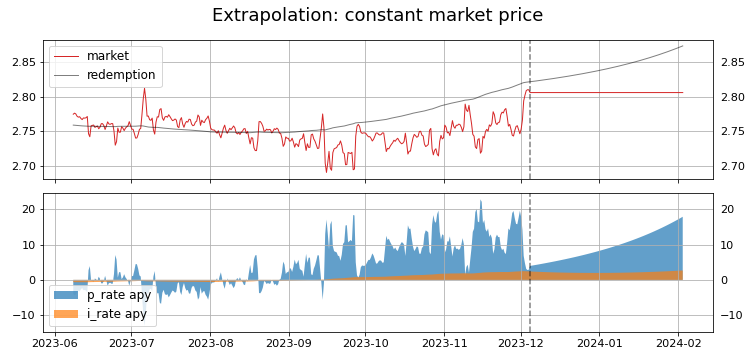 Extrapolation: constant market price
market
redemption
2.85 2.85
2.80 2.80
2.75 2.75
2.70 2.70
20 20
10 10
0 0
−10 −10
p_rate apy
i_rate apy
2023-06 2023-07 2023-08 2023-09 2023-10 2023-11 2023-12 2024-01 2024-02